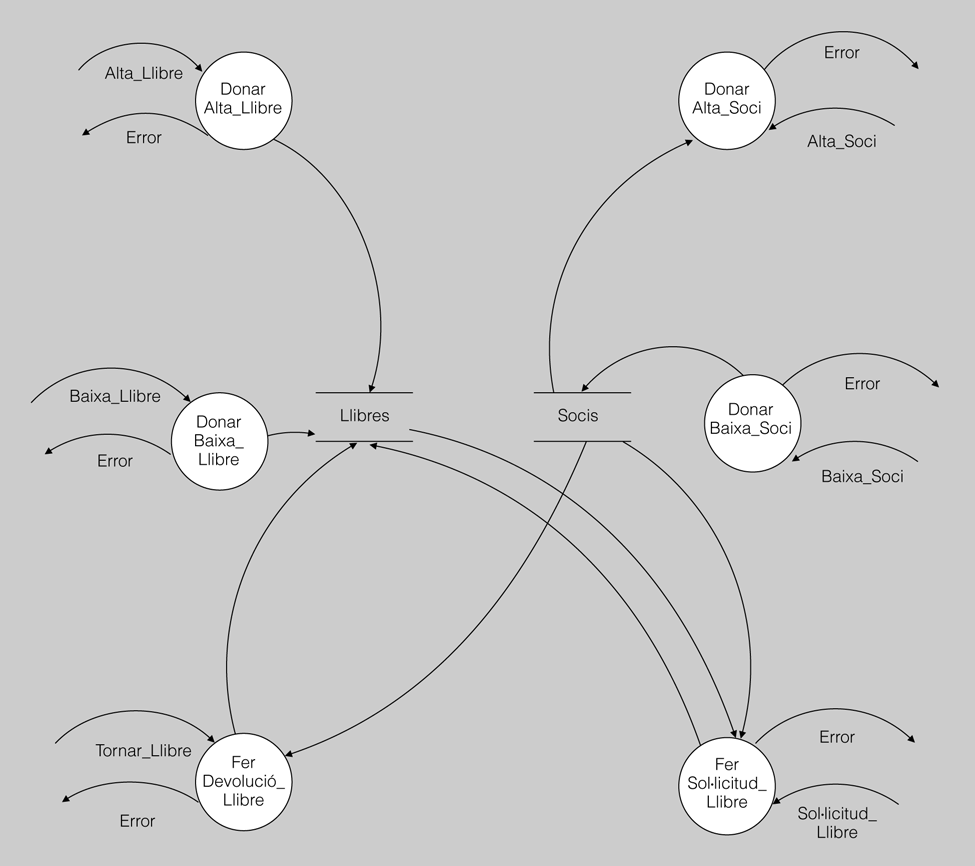 Alta_Llibre
Error
Donar
Alta_Llibre
Donar
Alta_Soci
Error
Alta_Soci
Baixa_Llibre
Error
Donar
Baixa_
Llibre
Llibres
Socis
Donar
Baixa_Soci
Error
Baixa_Soci
Tornar_Llibre
Error
Fer
Devolució_
Llibre
Fer
Sol·licitud_
Llibre
Error
Sol·licitud_
Llibre